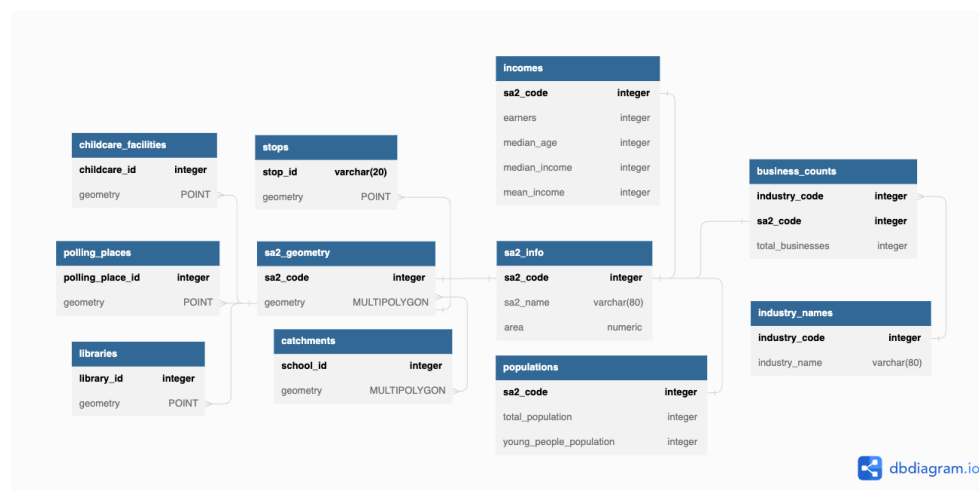 incomes
sa2_code integer
earners integer
median_age integer
median_income integer
mean_income integer
childcare_facilities
childcare_id integer
geometry POINT
stops
stop_id varchar(20)
geometry POINT
business_counts
industry_code integer
sa2_code integer
total_businesses integer
polling_places
polling_place_id integer
geometry POINT
sa2_geometry
sa2_code integer
geometry MULTIPOLYGON
sa2_info
sa2_code integer
sa2_name varchar(80)
area numeric
industry_names
industry_code integer
industry_name varchar(80)
libraries
library_id integer
geometry POINT
catchments
school_id integer
geometry MULTIPOLYGON
populations
sa2_code integer
total_population integer
young_people_population integer
dbdiagram.io